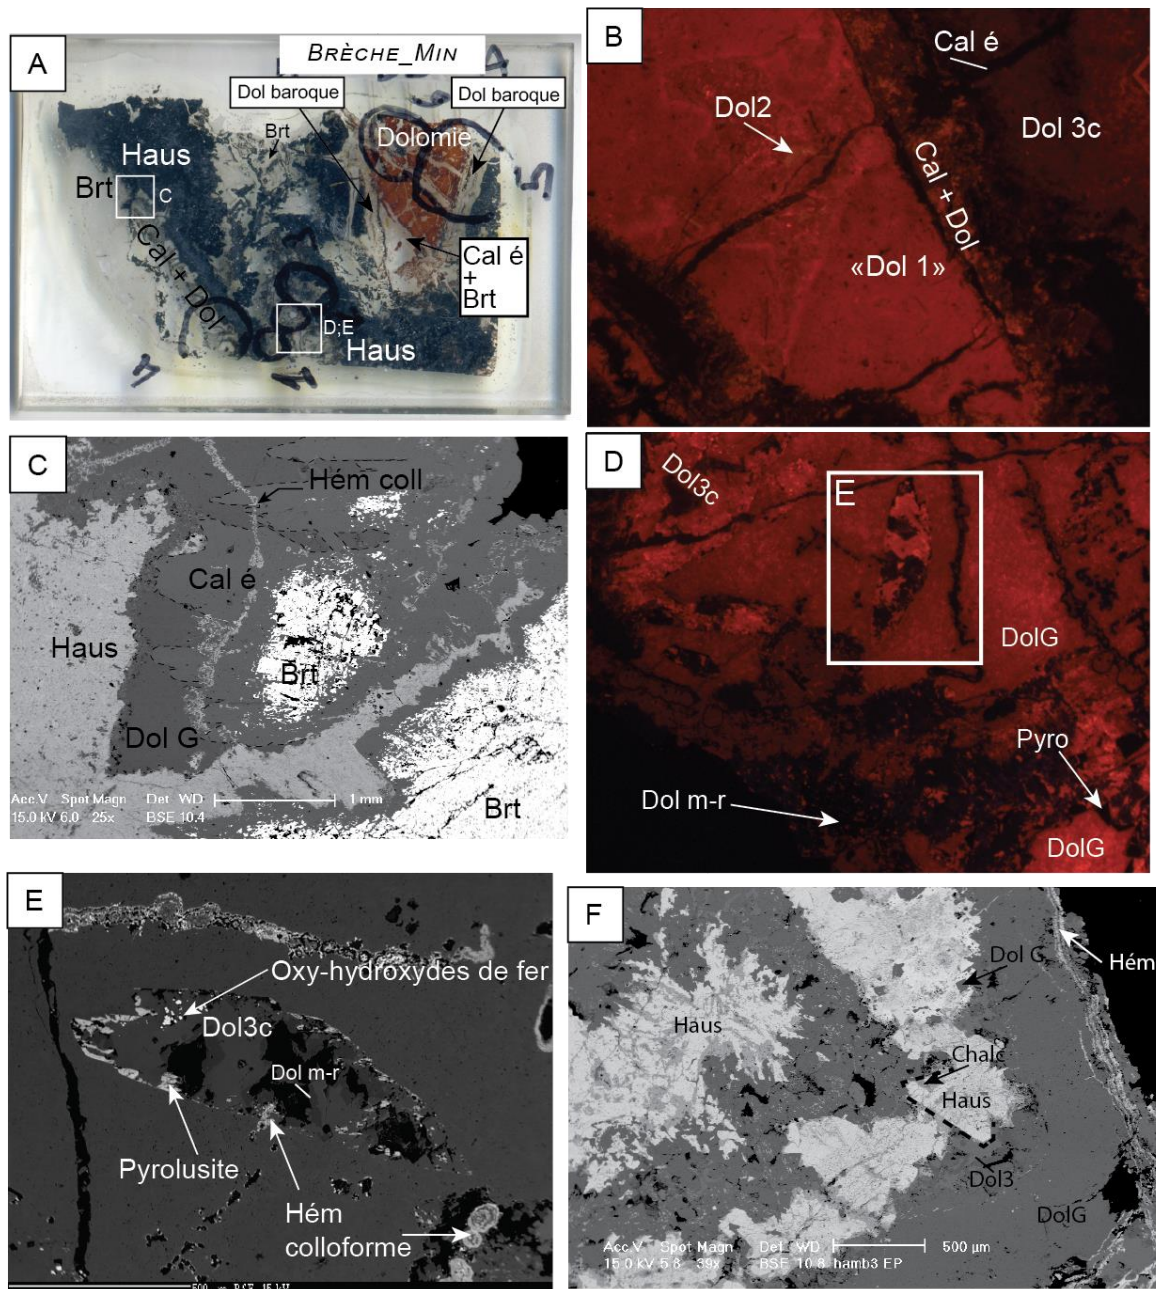 A
BRÈCHE_MIN
Dol baroque
Dol baroque
Brt
Dolomie
Haus
Brt
C
Cal + Dol
Cal é
+
Brt
D;E
Haus
B
Cal é
Dol2
Dol 3c
Cal + Dol
«Dol 1»
C
Hém coll
Cal é
Haus
Brt
Dol G
Acc.V Spot Magn Det WD
15.0 kV 6.0 25x BSE 10.4
1 mm
Brt
D
Dol3c
E
DolG
Pyro
Dol m-r
DolG
E
Oxy-hydroxydes de fer
Dol3c
Dol m-r
Pyrolusite
Hém
colloforme
F
Dol G
Hém
Haus
Chalc
Haus
Dol3
DolG
Acc.V Spot Magn Det WD
15.0 kV 5.8 39x BSE 10.8 hamb3 EP
500 µm